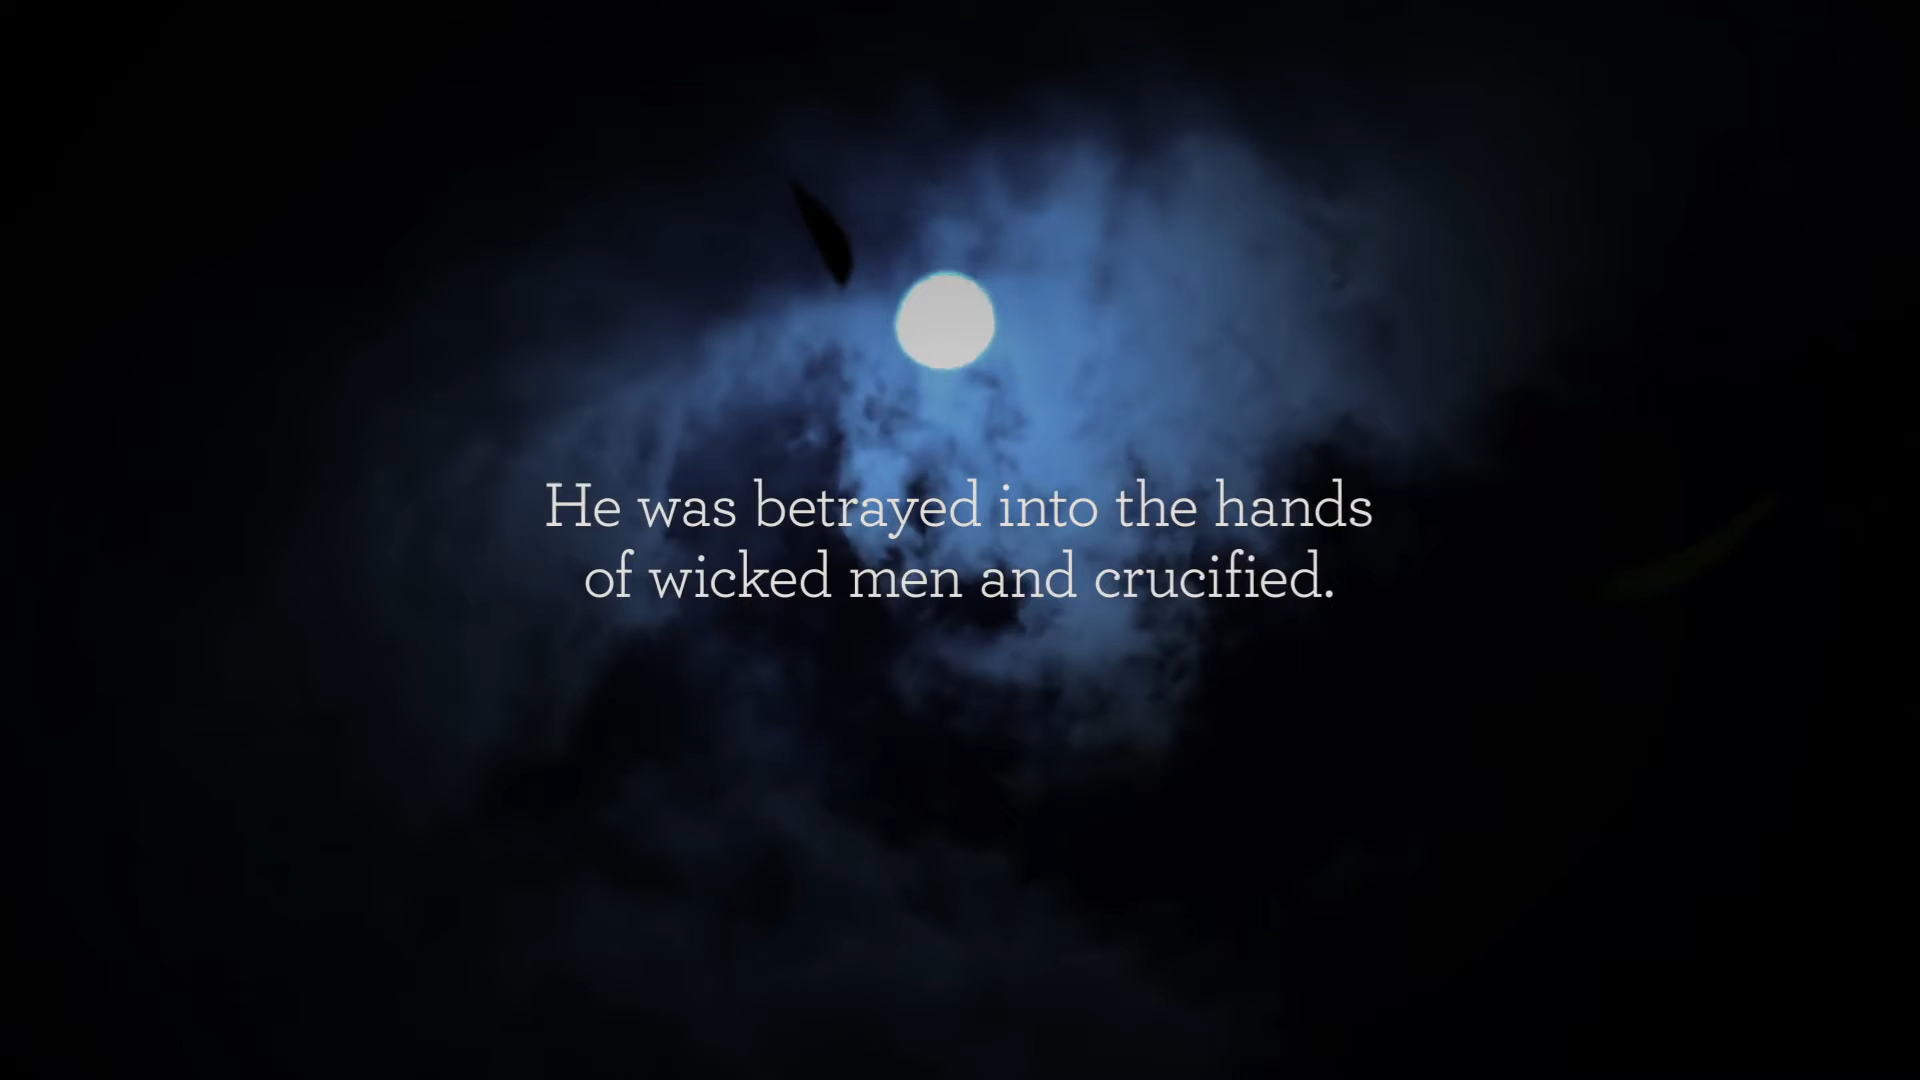 He was betrayed into the hands
of wicked men and crucified.